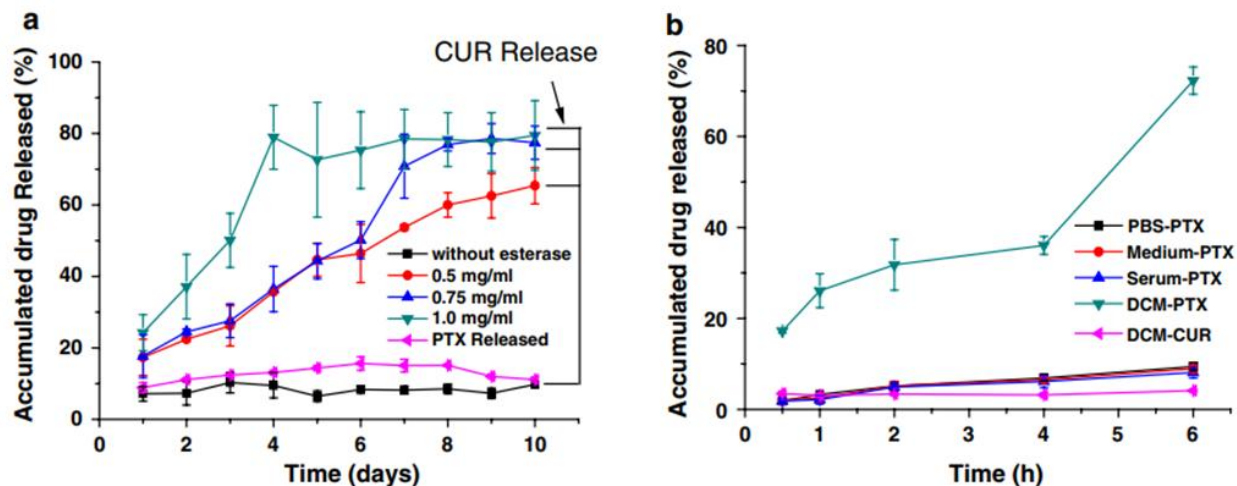 a
CUR Release
Accumulated drug Released (%)
100
80
60
40
20
0
without esterase
0.5 mg/ml
0.75 mg/ml
1.0 mg/ml
PTX Released
0 2 4 6 8 10
Time (days)
b
Accumulated drug released (%)
80
60
40
20
0
PBS-PTX
Medium-PTX
Serum-PTX
DCM-PTX
DCM-CUR
0 1 2 3 4 5 6
Time (h)